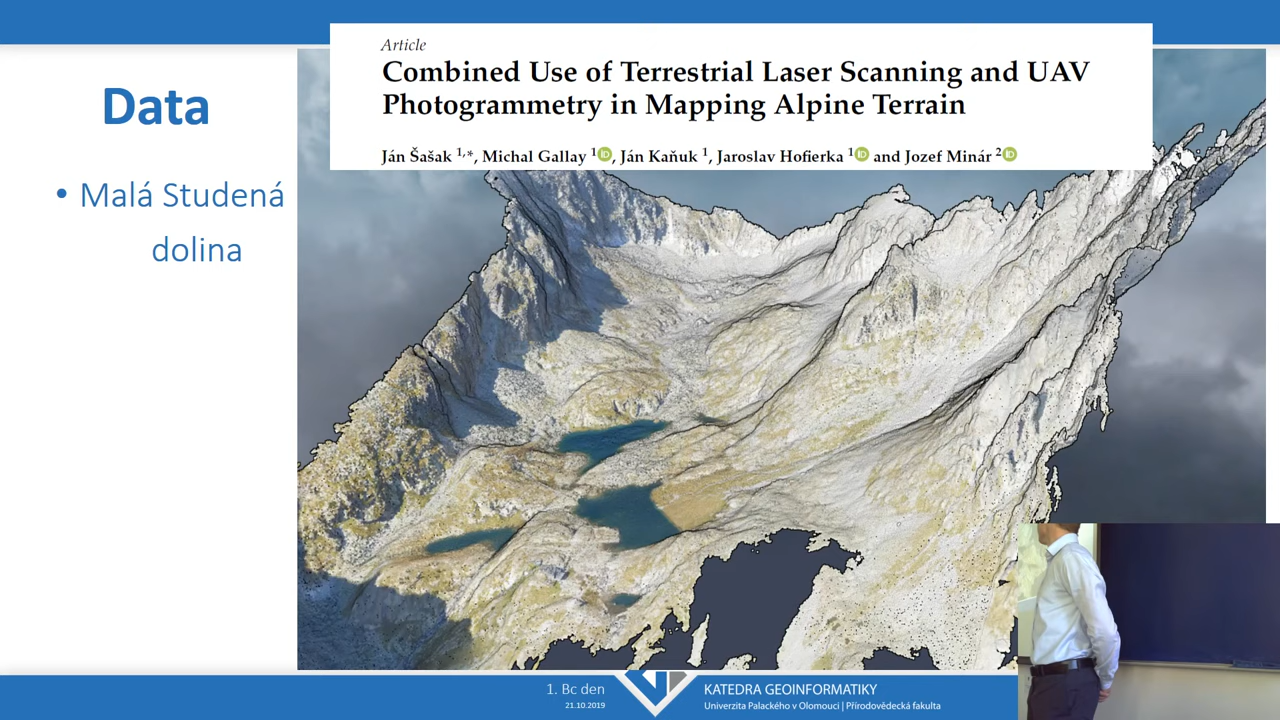 Article
Combined Use of Terrestrial Laser Scanning and UAV
Photogrammetry in Mapping Alpine Terrain
Ján Šašak 1,*, Michal Gallay 1, Ján Kaňuk 1, Jaroslav Hofierka 1 and Jozef Minár 2
Data
• Malá Studená
dolina
1. Bc den
21.10.2019
KATEDRA GEOINFORMATIKY
Univerzita Palackého v Olomouci | Přírodovědecká fakulta